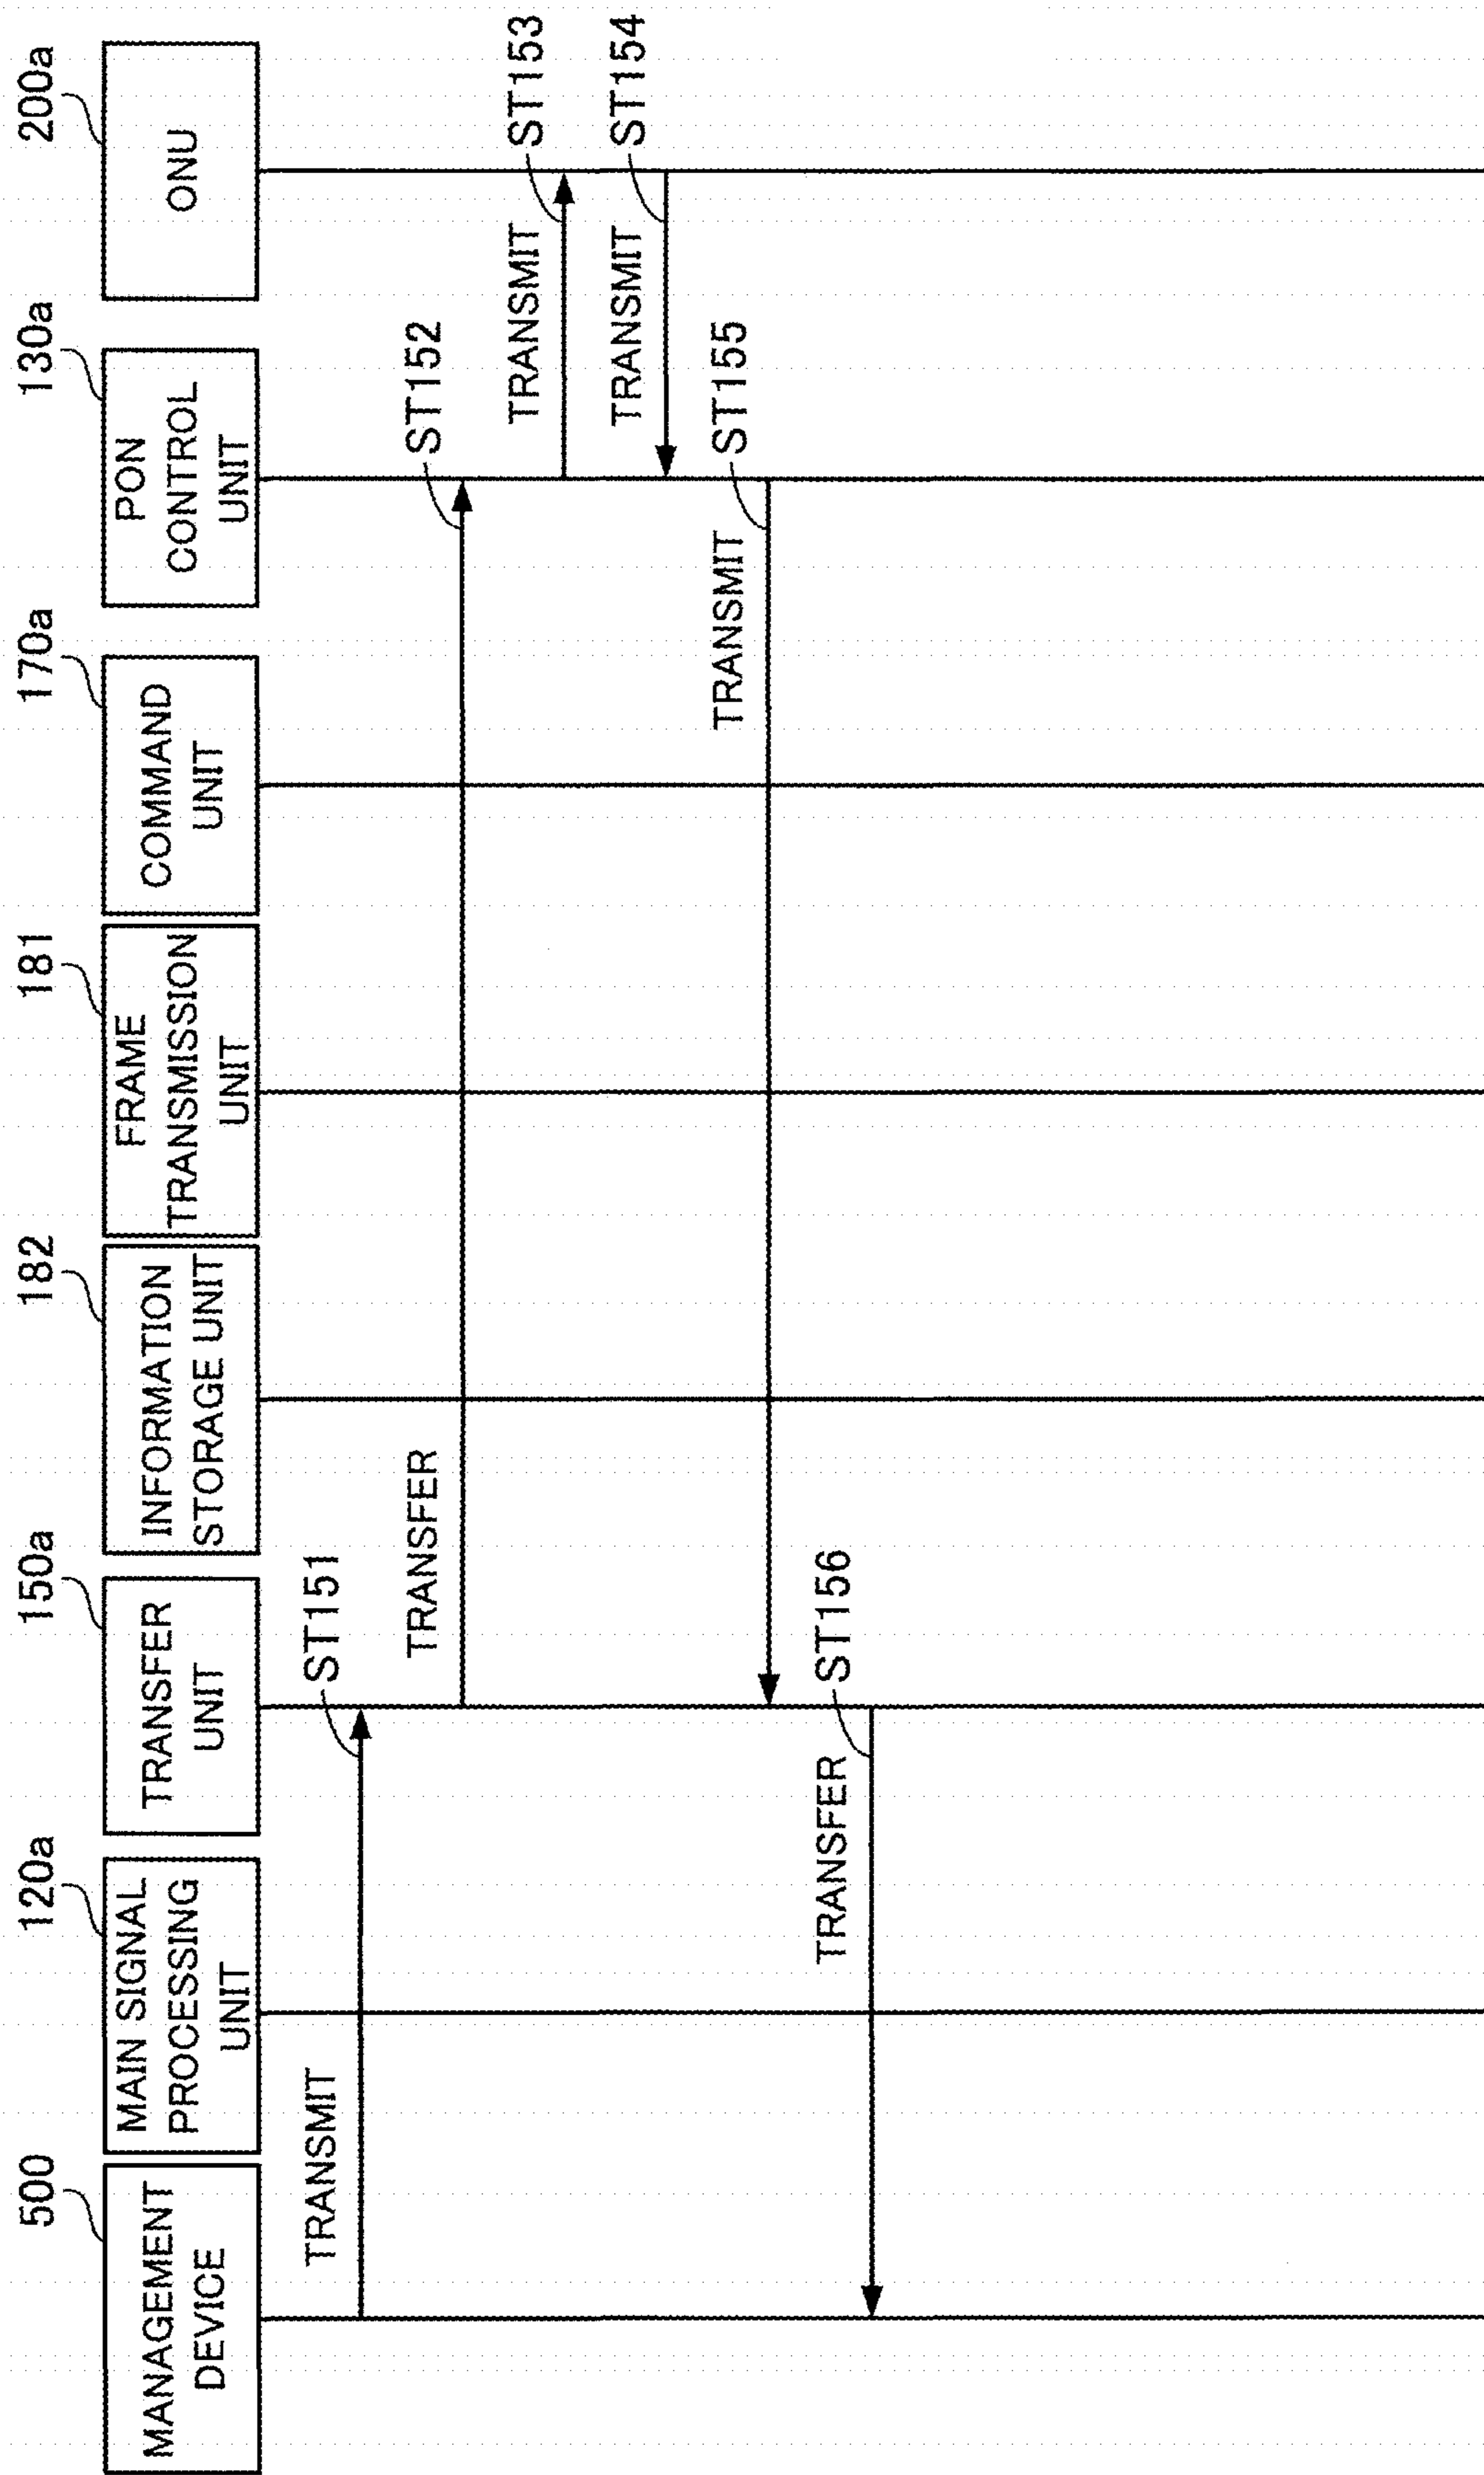 500
MANAGEMENT
DEVICE
120a
MAIN SIGNAL
PROCESSING
UNIT
150a
TRANSFER
UNIT
182
INFORMATION
STORAGE UNIT
181
FRAME
TRANSMISSION
UNIT
170a
COMMAND
UNIT
130a
PON
CONTROL
UNIT
200a
ONU
TRANSMIT
ST151
TRANSFER
ST152
TRANSMIT
ST153
TRANSMIT
ST154
TRANSMIT
ST155
TRANSFER
ST156